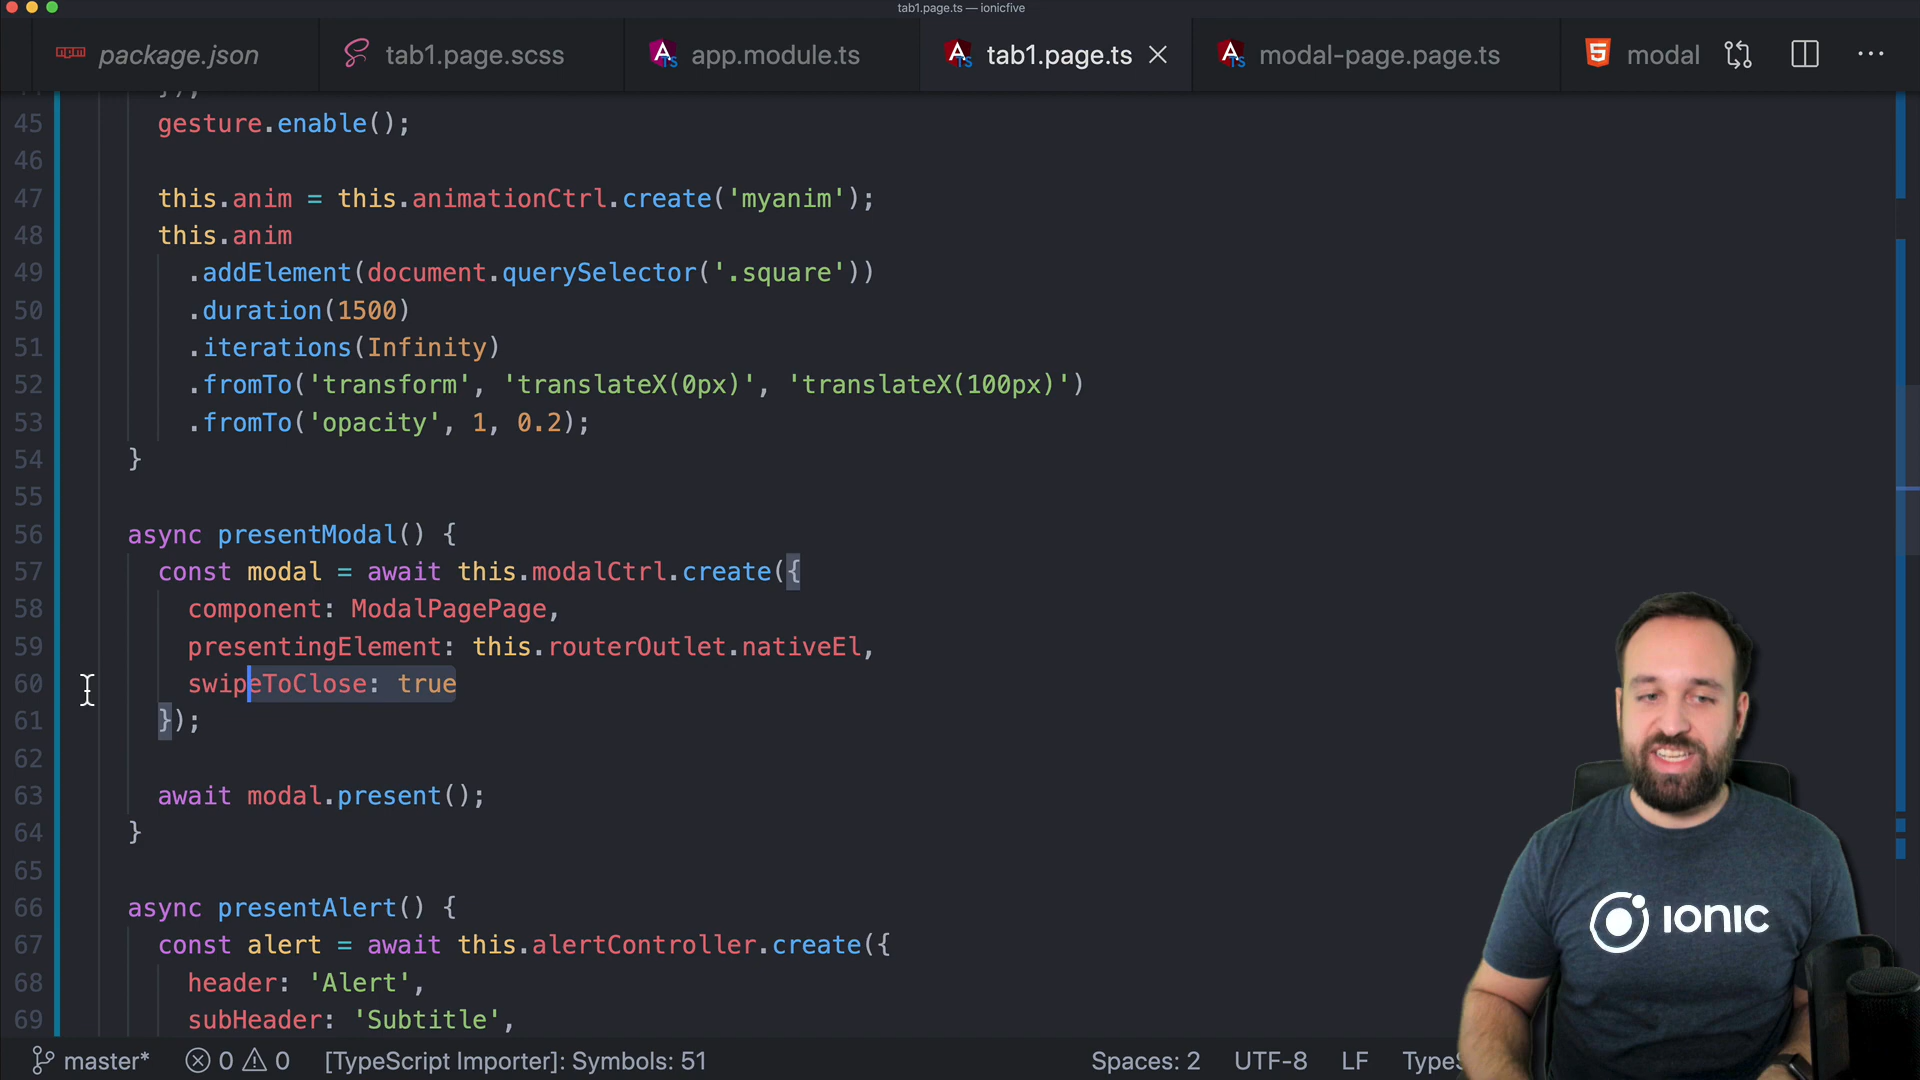 tab1.page.ts — ionicfive
package.json
tab1.page.scss
app.module.ts
tab1.page.ts
modal-page.page.ts
modal
45 gesture.enable();
46
47 this.anim = this.animationCtrl.create('myanim');
48 this.anim
49 .addElement(document.querySelector('.square'))
50 .duration(1500)
51 .iterations(Infinity)
52 .fromTo('transform', 'translateX(0px)', 'translateX(100px)')
53 .fromTo('opacity', 1, 0.2);
54 }
55
56 async presentModal() {
57 const modal = await this.modalCtrl.create({
58 component: ModalPagePage,
59 presentingElement: this.routerOutlet.nativeEl,
60 swipeToClose: true
61 });
62
63 await modal.present();
64 }
65
66 async presentAlert() {
67 const alert = await this.alertController.create({
68 header: 'Alert',
69 subHeader: 'Subtitle',
IONIC
master* 0 0 [TypeScript Importer]: Symbols: 51 Spaces: 2 UTF-8 LF